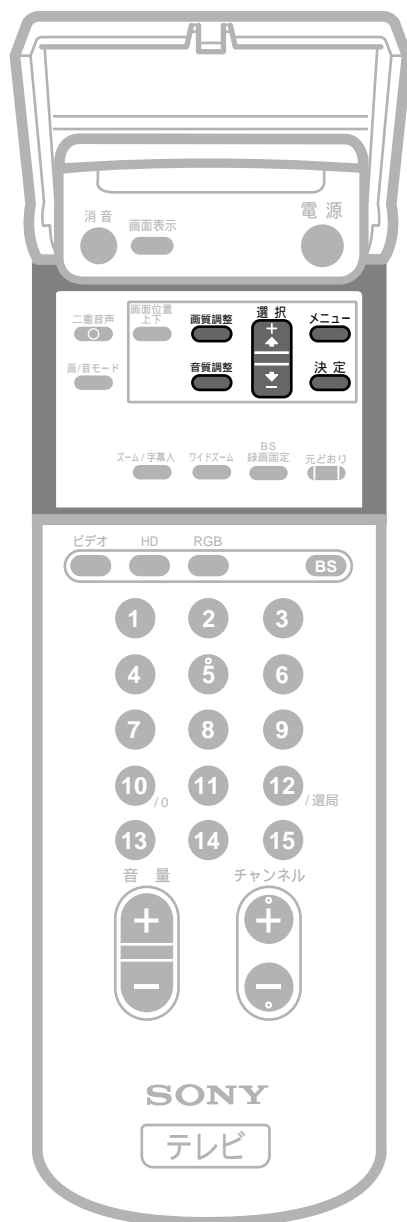 消音
画面表示
電 源
二重音声
画面位置
上下
画質調整
選 択
＋
－
メニュー
画/音モード
音質調整
決 定
ズーム/字幕入
ワイドズーム
BS
録画固定
元どおり
ビデオ
HD
RGB
BS
1
2
3
4
5
6
7
8
9
10 /0
11
12 /選局
13
14
15
音 量
チャンネル
＋
＋
－
－
SONY
テレビ